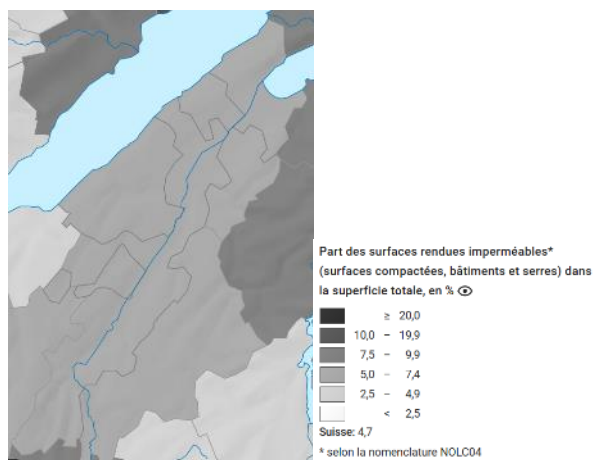 Part des surfaces rendues imperméables*
(surfaces compactées, bâtiments et serres) dans
la superficie totale, en %
≥ 20,0
10,0 – 19,9
7,5 – 9,9
5,0 – 7,4
2,5 – 4,9
< 2,5
Suisse: 4,7
* selon la nomenclature NOLC04